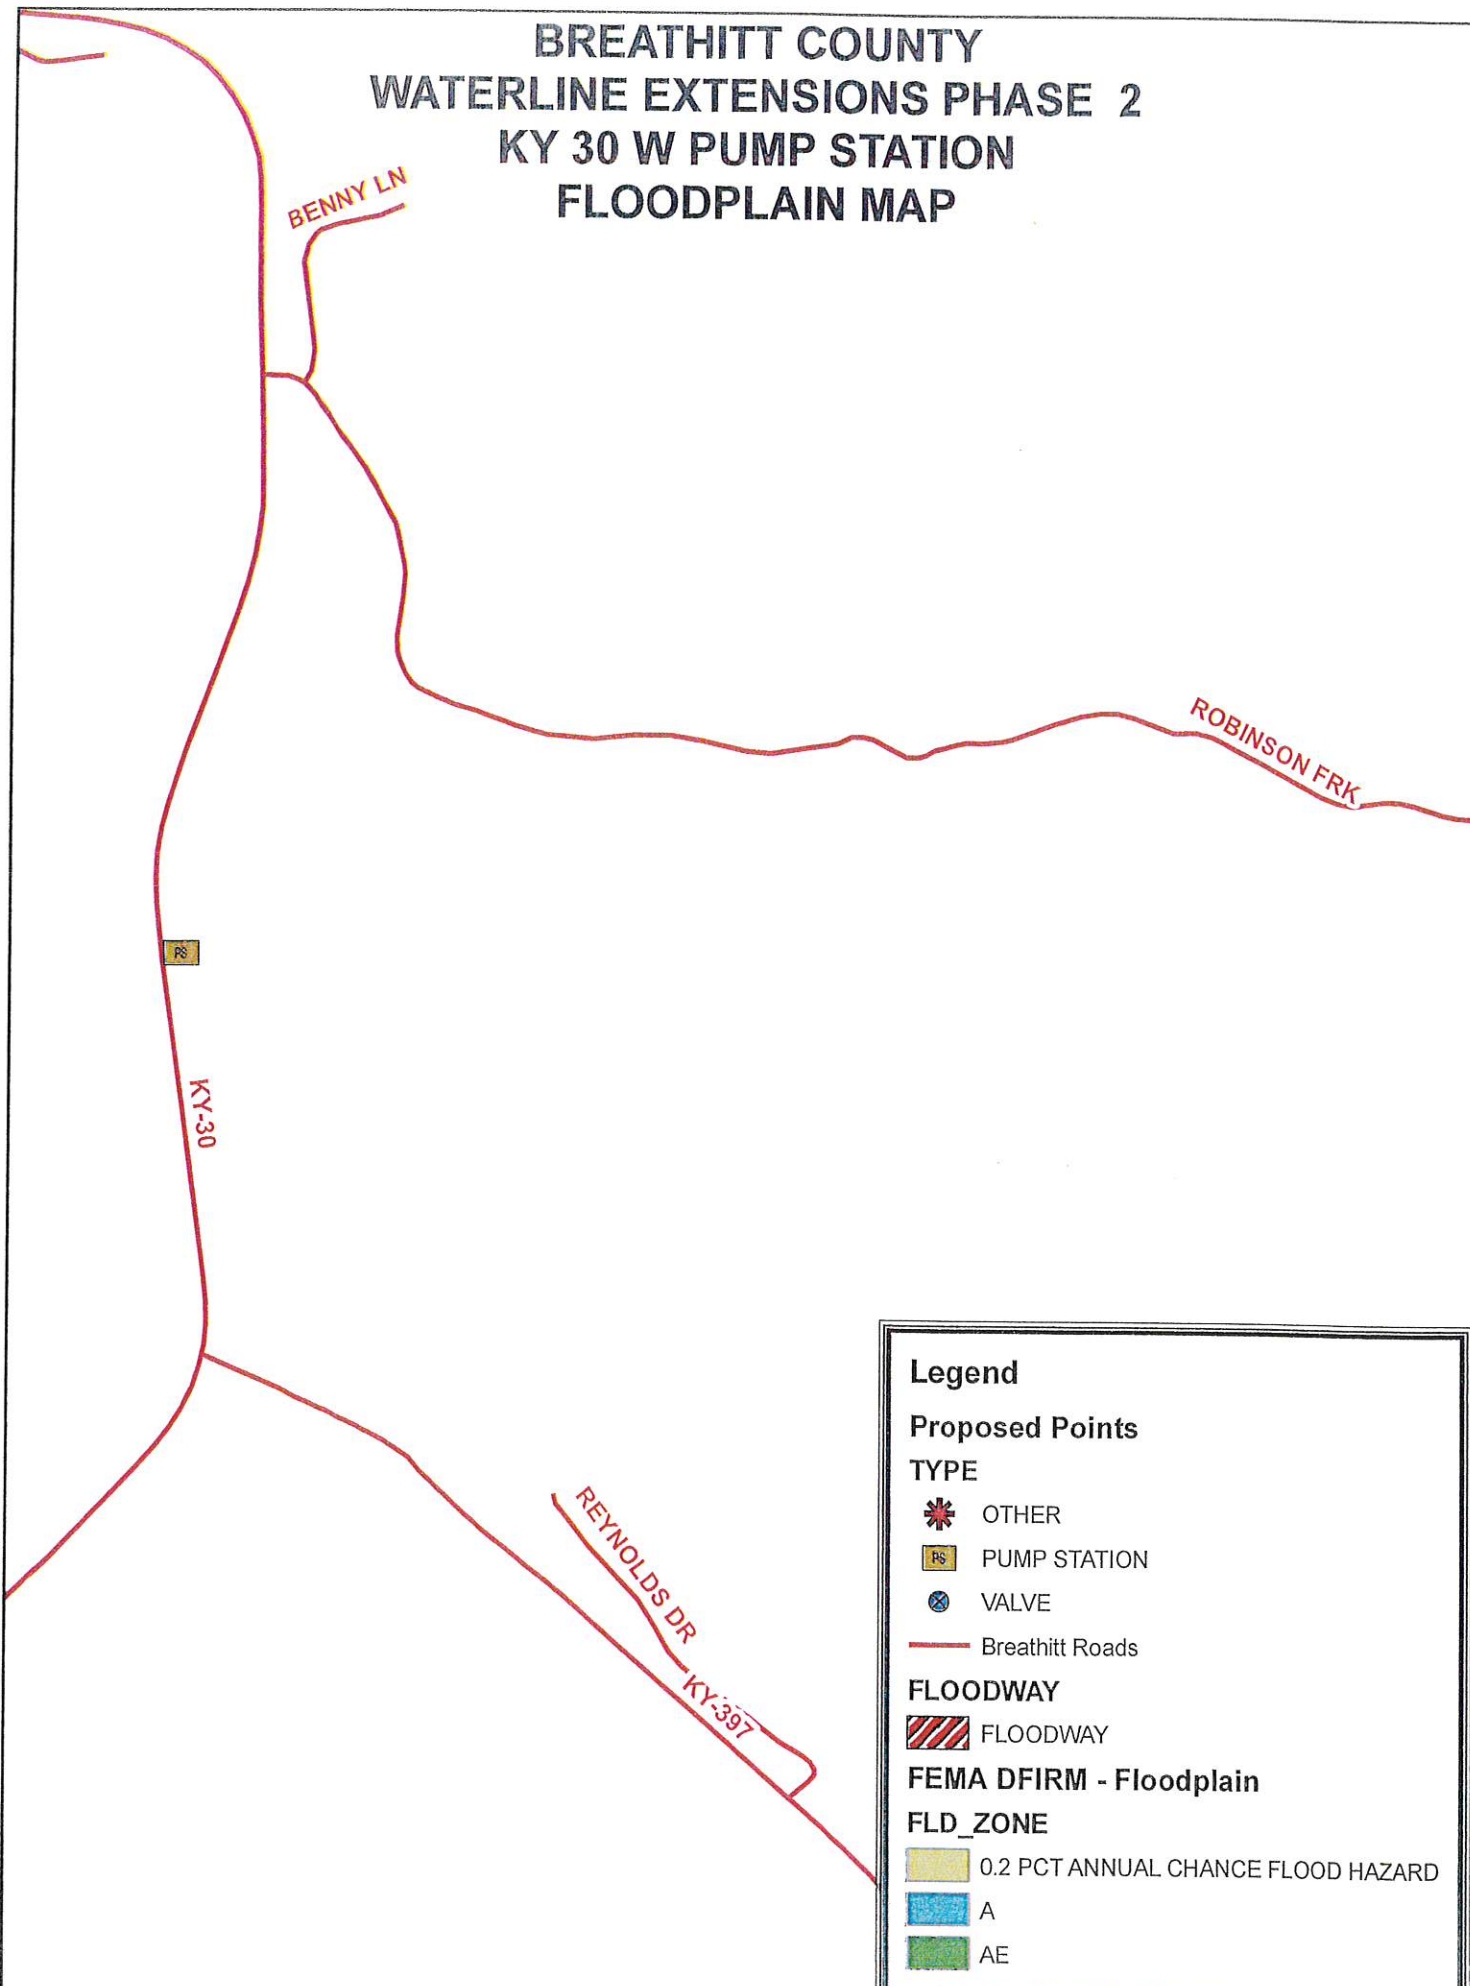 BREATHITT COUNTY
WATERLINE EXTENSIONS PHASE 2
KY 30 W PUMP STATION
FLOODPLAIN MAP
BENNY LN
ROBINSON FRK
PS
KY-30
REYNOLDS DR
KY-397
Legend
Proposed Points
TYPE
OTHER
PS PUMP STATION
VALVE
Breathitt Roads
FLOODWAY
FLOODWAY
FEMA DFIRM - Floodplain
FLD_ZONE
0.2 PCT ANNUAL CHANCE FLOOD HAZARD
A
AE